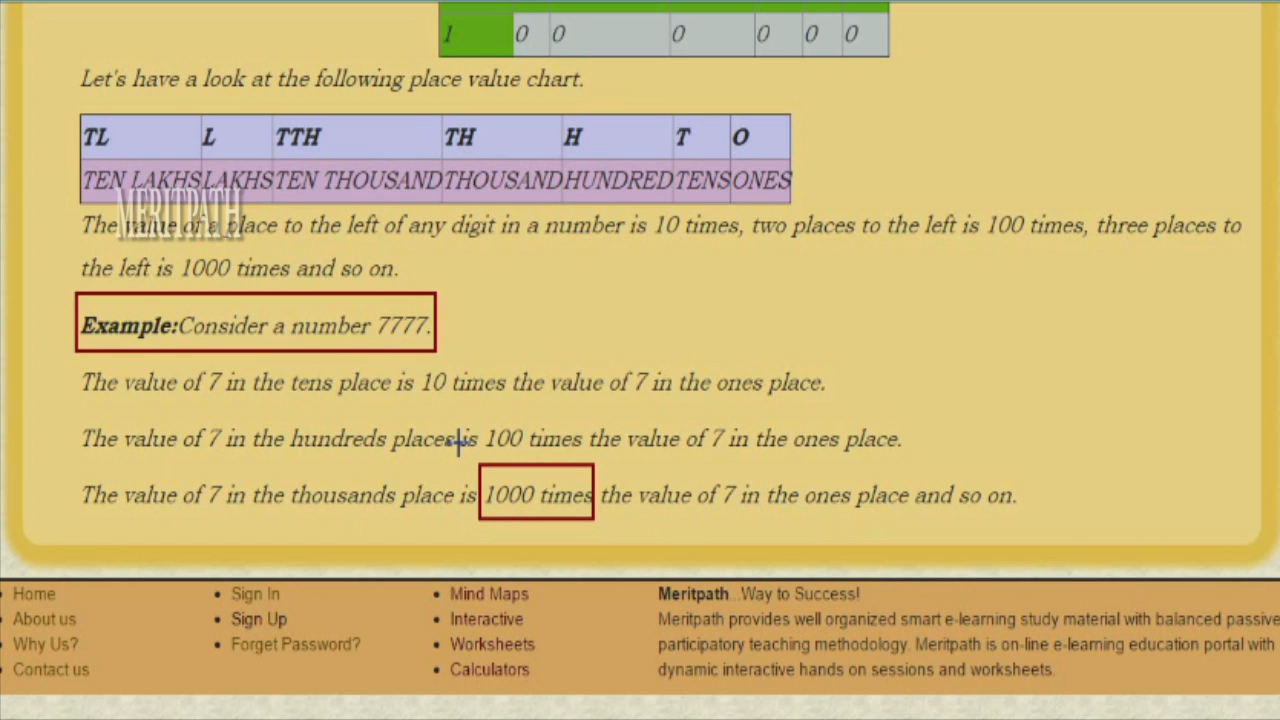 1 0 0 0 0 0 0
Let's have a look at the following place value chart.
TL L TTH TH H T O
TEN LAKHS LAKHS TEN THOUSAND THOUSAND HUNDRED TENS ONES
MERITPATH
The value of a place to the left of any digit in a number is 10 times, two places to the left is 100 times, three places to
the left is 1000 times and so on.
Example:Consider a number 7777.
The value of 7 in the tens place is 10 times the value of 7 in the ones place.
The value of 7 in the hundreds places is 100 times the value of 7 in the ones place.
The value of 7 in the thousands place is 1000 times the value of 7 in the ones place and so on.
Home
About us
Why Us?
Contact us
Sign In
Sign Up
Forget Password?
Mind Maps
Interactive
Worksheets
Calculators
Meritpath...Way to Success!
Meritpath provides well organized smart e-learning study material with balanced passive
participatory teaching methodology. Meritpath is on-line e-learning education portal with
dynamic interactive hands on sessions and worksheets.